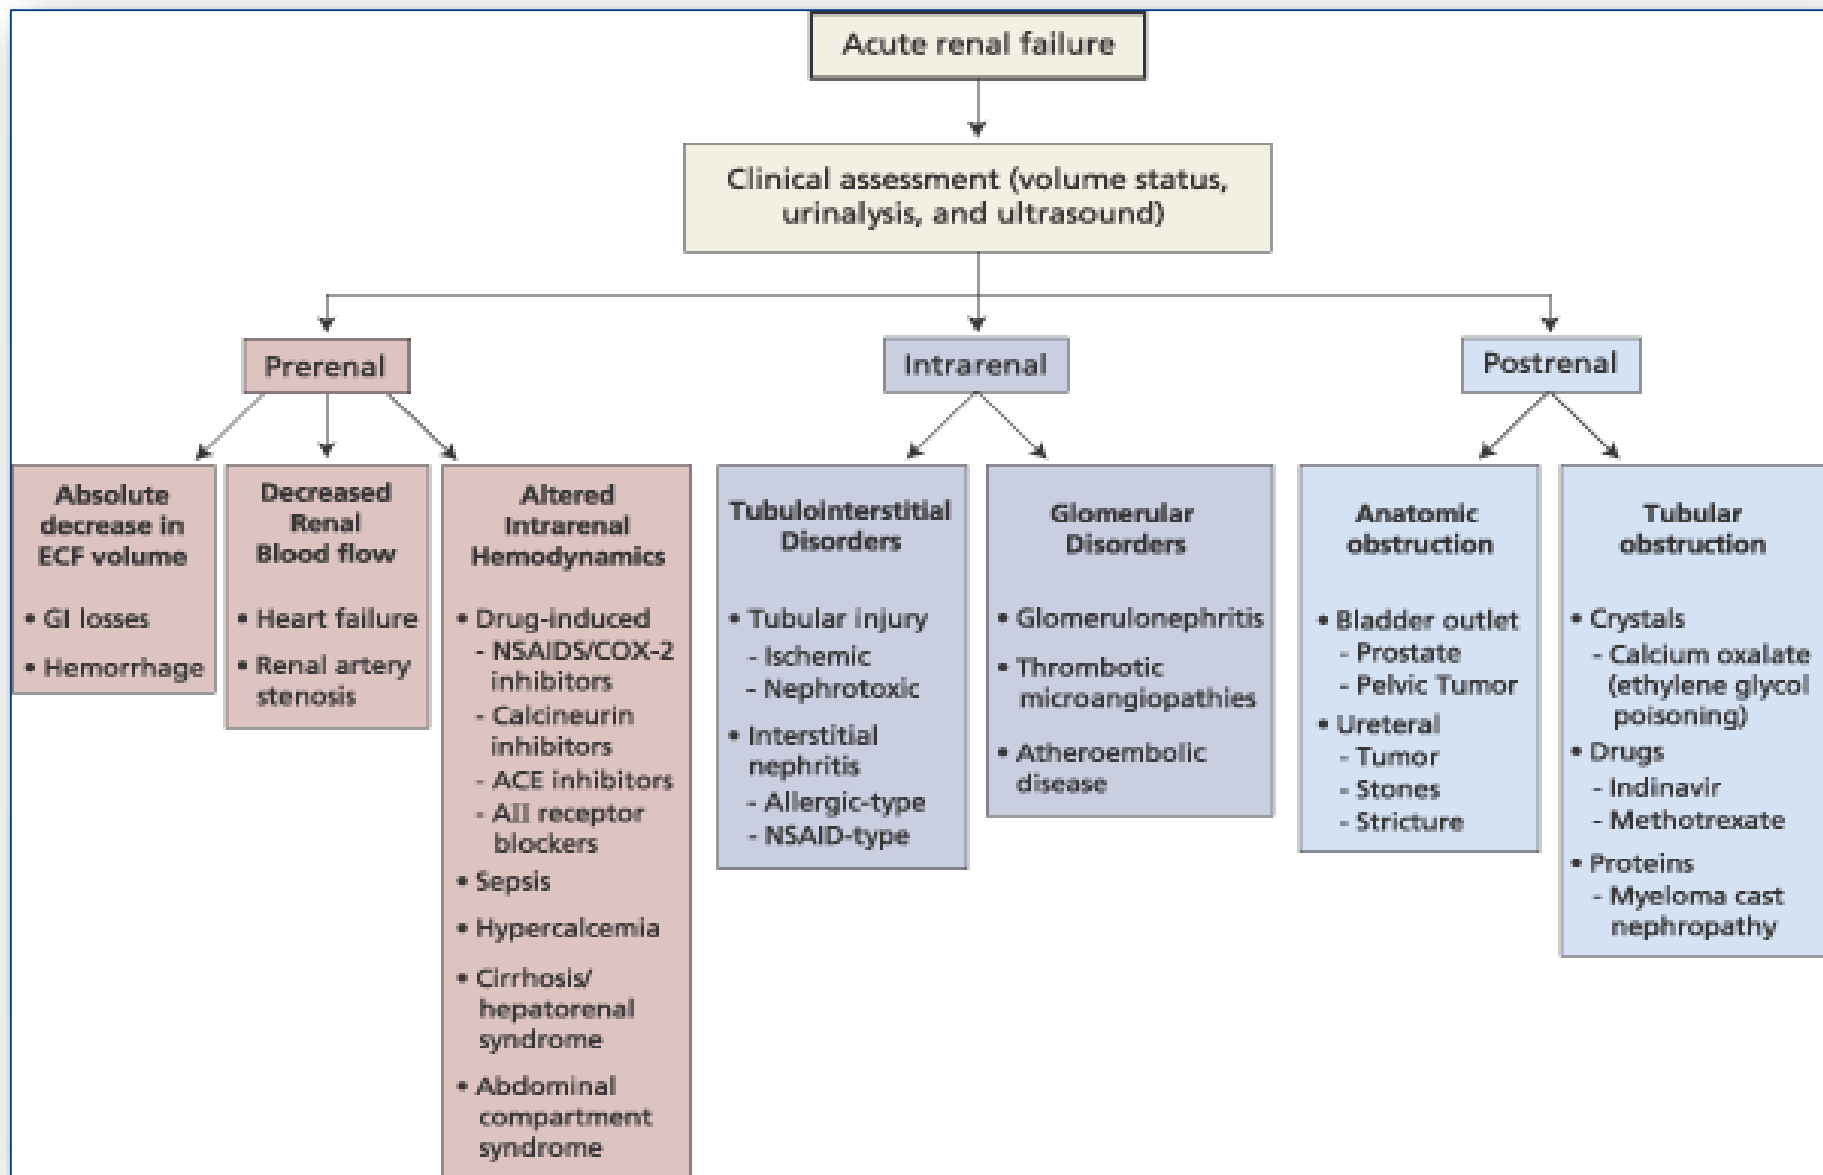 Acute renal failure
Clinical assessment (volume status,
urinalysis, and ultrasound)
Prerenal
Intrarenal
Postrenal
Absolute
decrease in
ECF volume
• GI losses
• Hemorrhage
Decreased
Renal
Blood flow
• Heart failure
• Renal artery
stenosis
Altered
Intrarenal
Hemodynamics
• Drug-induced
- NSAIDS/COX-2
inhibitors
- Calcineurin
inhibitors
- ACE inhibitors
- AII receptor
blockers
• Sepsis
• Hypercalcemia
• Cirrhosis/
hepatorenal
syndrome
• Abdominal
compartment
syndrome
Tubulointerstitial
Disorders
• Tubular injury
- Ischemic
- Nephrotoxic
• Interstitial
nephritis
- Allergic-type
- NSAID-type
Glomerular
Disorders
• Glomerulonephritis
• Thrombotic
microangiopathies
• Atheroembolic
disease
Anatomic
obstruction
• Bladder outlet
- Prostate
- Pelvic Tumor
• Ureteral
- Tumor
- Stones
- Stricture
Tubular
obstruction
• Crystals
- Calcium oxalate
(ethylene glycol
poisoning)
• Drugs
- Indinavir
- Methotrexate
• Proteins
- Myeloma cast
nephropathy